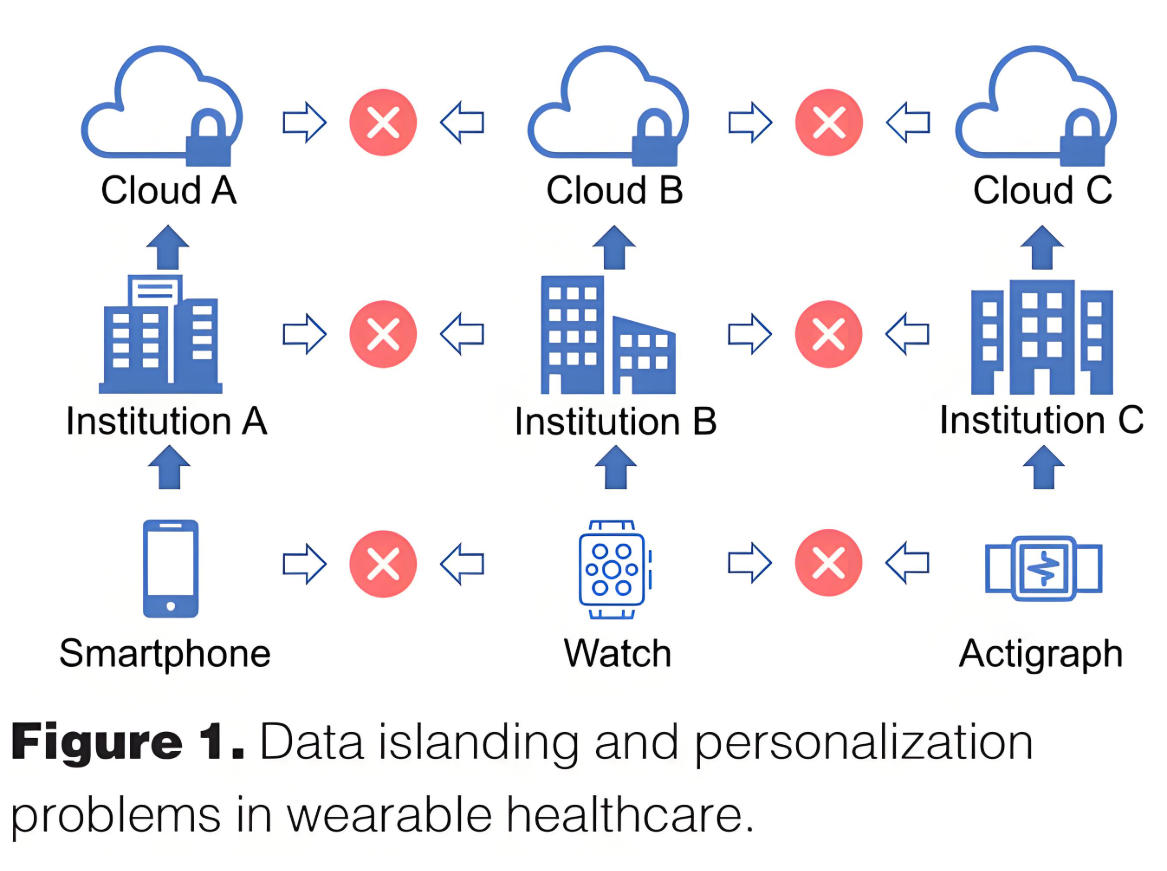 Cloud A
Cloud B
Cloud C
Institution A
Institution B
Institution C
Smartphone
Watch
Actigraph
Figure 1. Data islanding and personalization
problems in wearable healthcare.